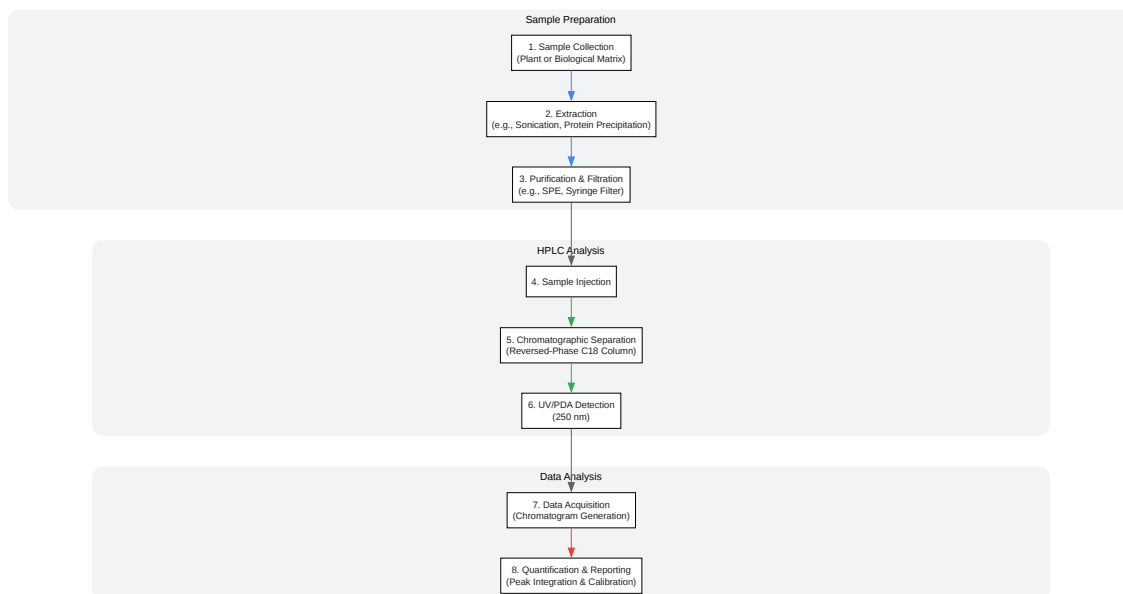 Sample Preparation
1. Sample Collection
(Plant or Biological Matrix)
2. Extraction
(e.g., Sonication, Protein Precipitation)
3. Purification & Filtration
(e.g., SPE, Syringe Filter)
HPLC Analysis
4. Sample Injection
5. Chromatographic Separation
(Reversed-Phase C18 Column)
6. UV/PDA Detection
(250 nm)
Data Analysis
7. Data Acquisition
(Chromatogram Generation)
8. Quantification & Reporting
(Peak Integration & Calibration)